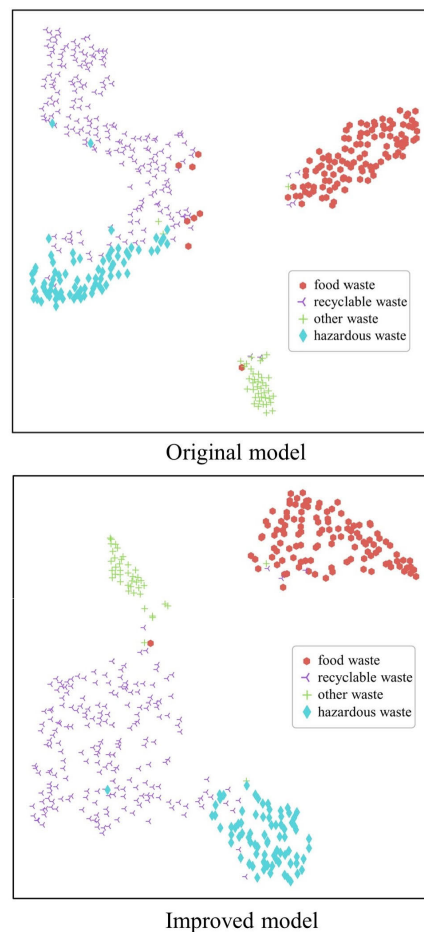 food waste
recyclable waste
other waste
hazardous waste
Original model
food waste
recyclable waste
other waste
hazardous waste
Improved model